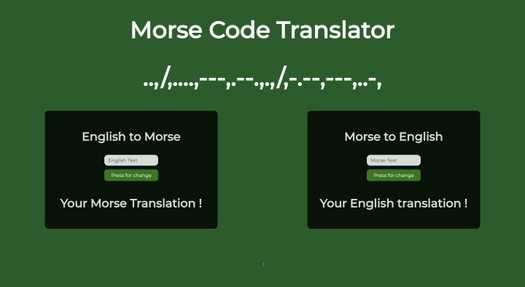 Morse Code Translator
..,/,....,---,.--.,.,/,-.--,---,..-,
English to Morse
English Text
Press for change
Your Morse Translation !
Morse to English
Morse Text
Press for change
Your English translation !